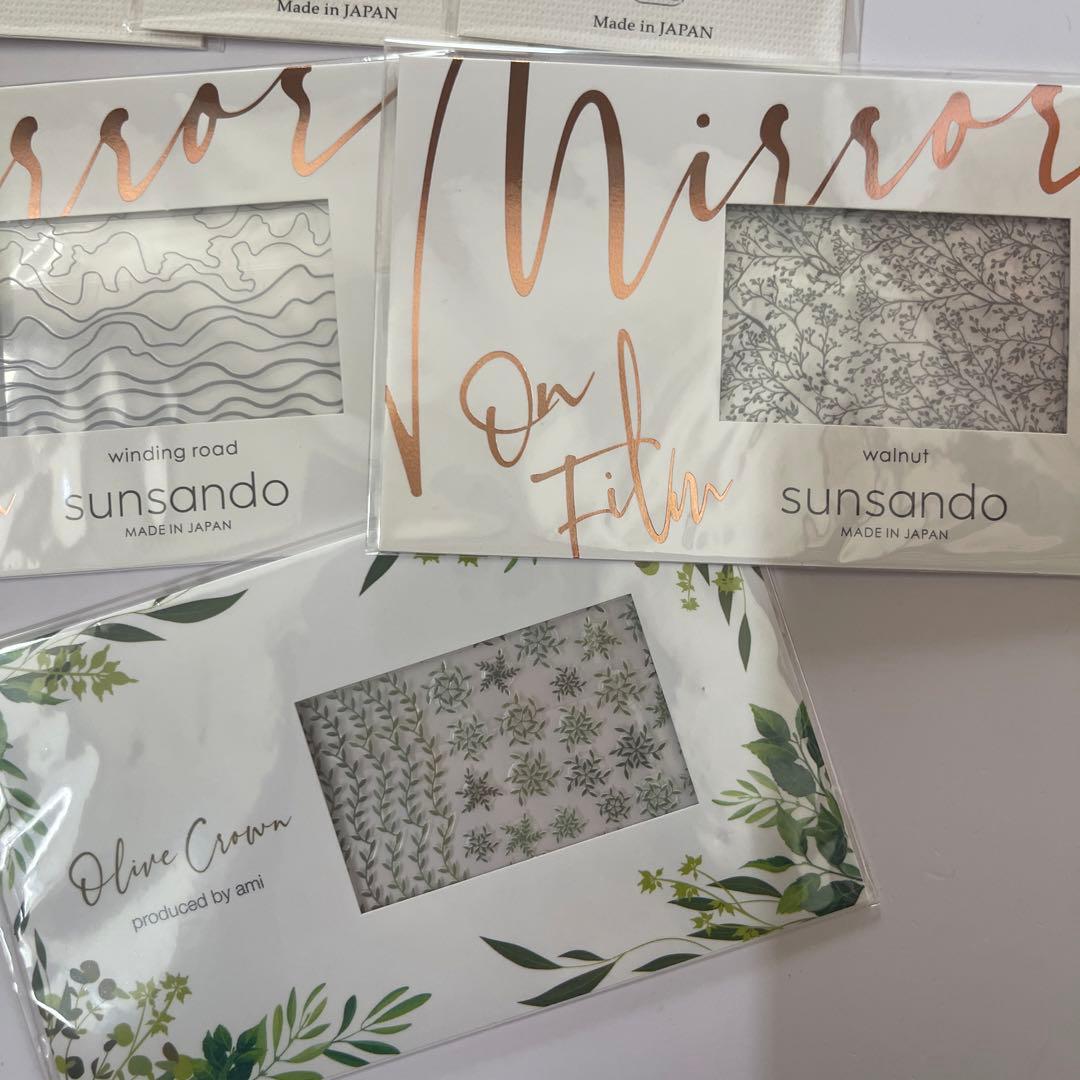 Made in JAPAN
Made in JAPAN
winding road
sunsando
MADE IN JAPAN
Mirror
On
Film
walnut
sunsando
MADE IN JAPAN
Olive Crown
produced by ami